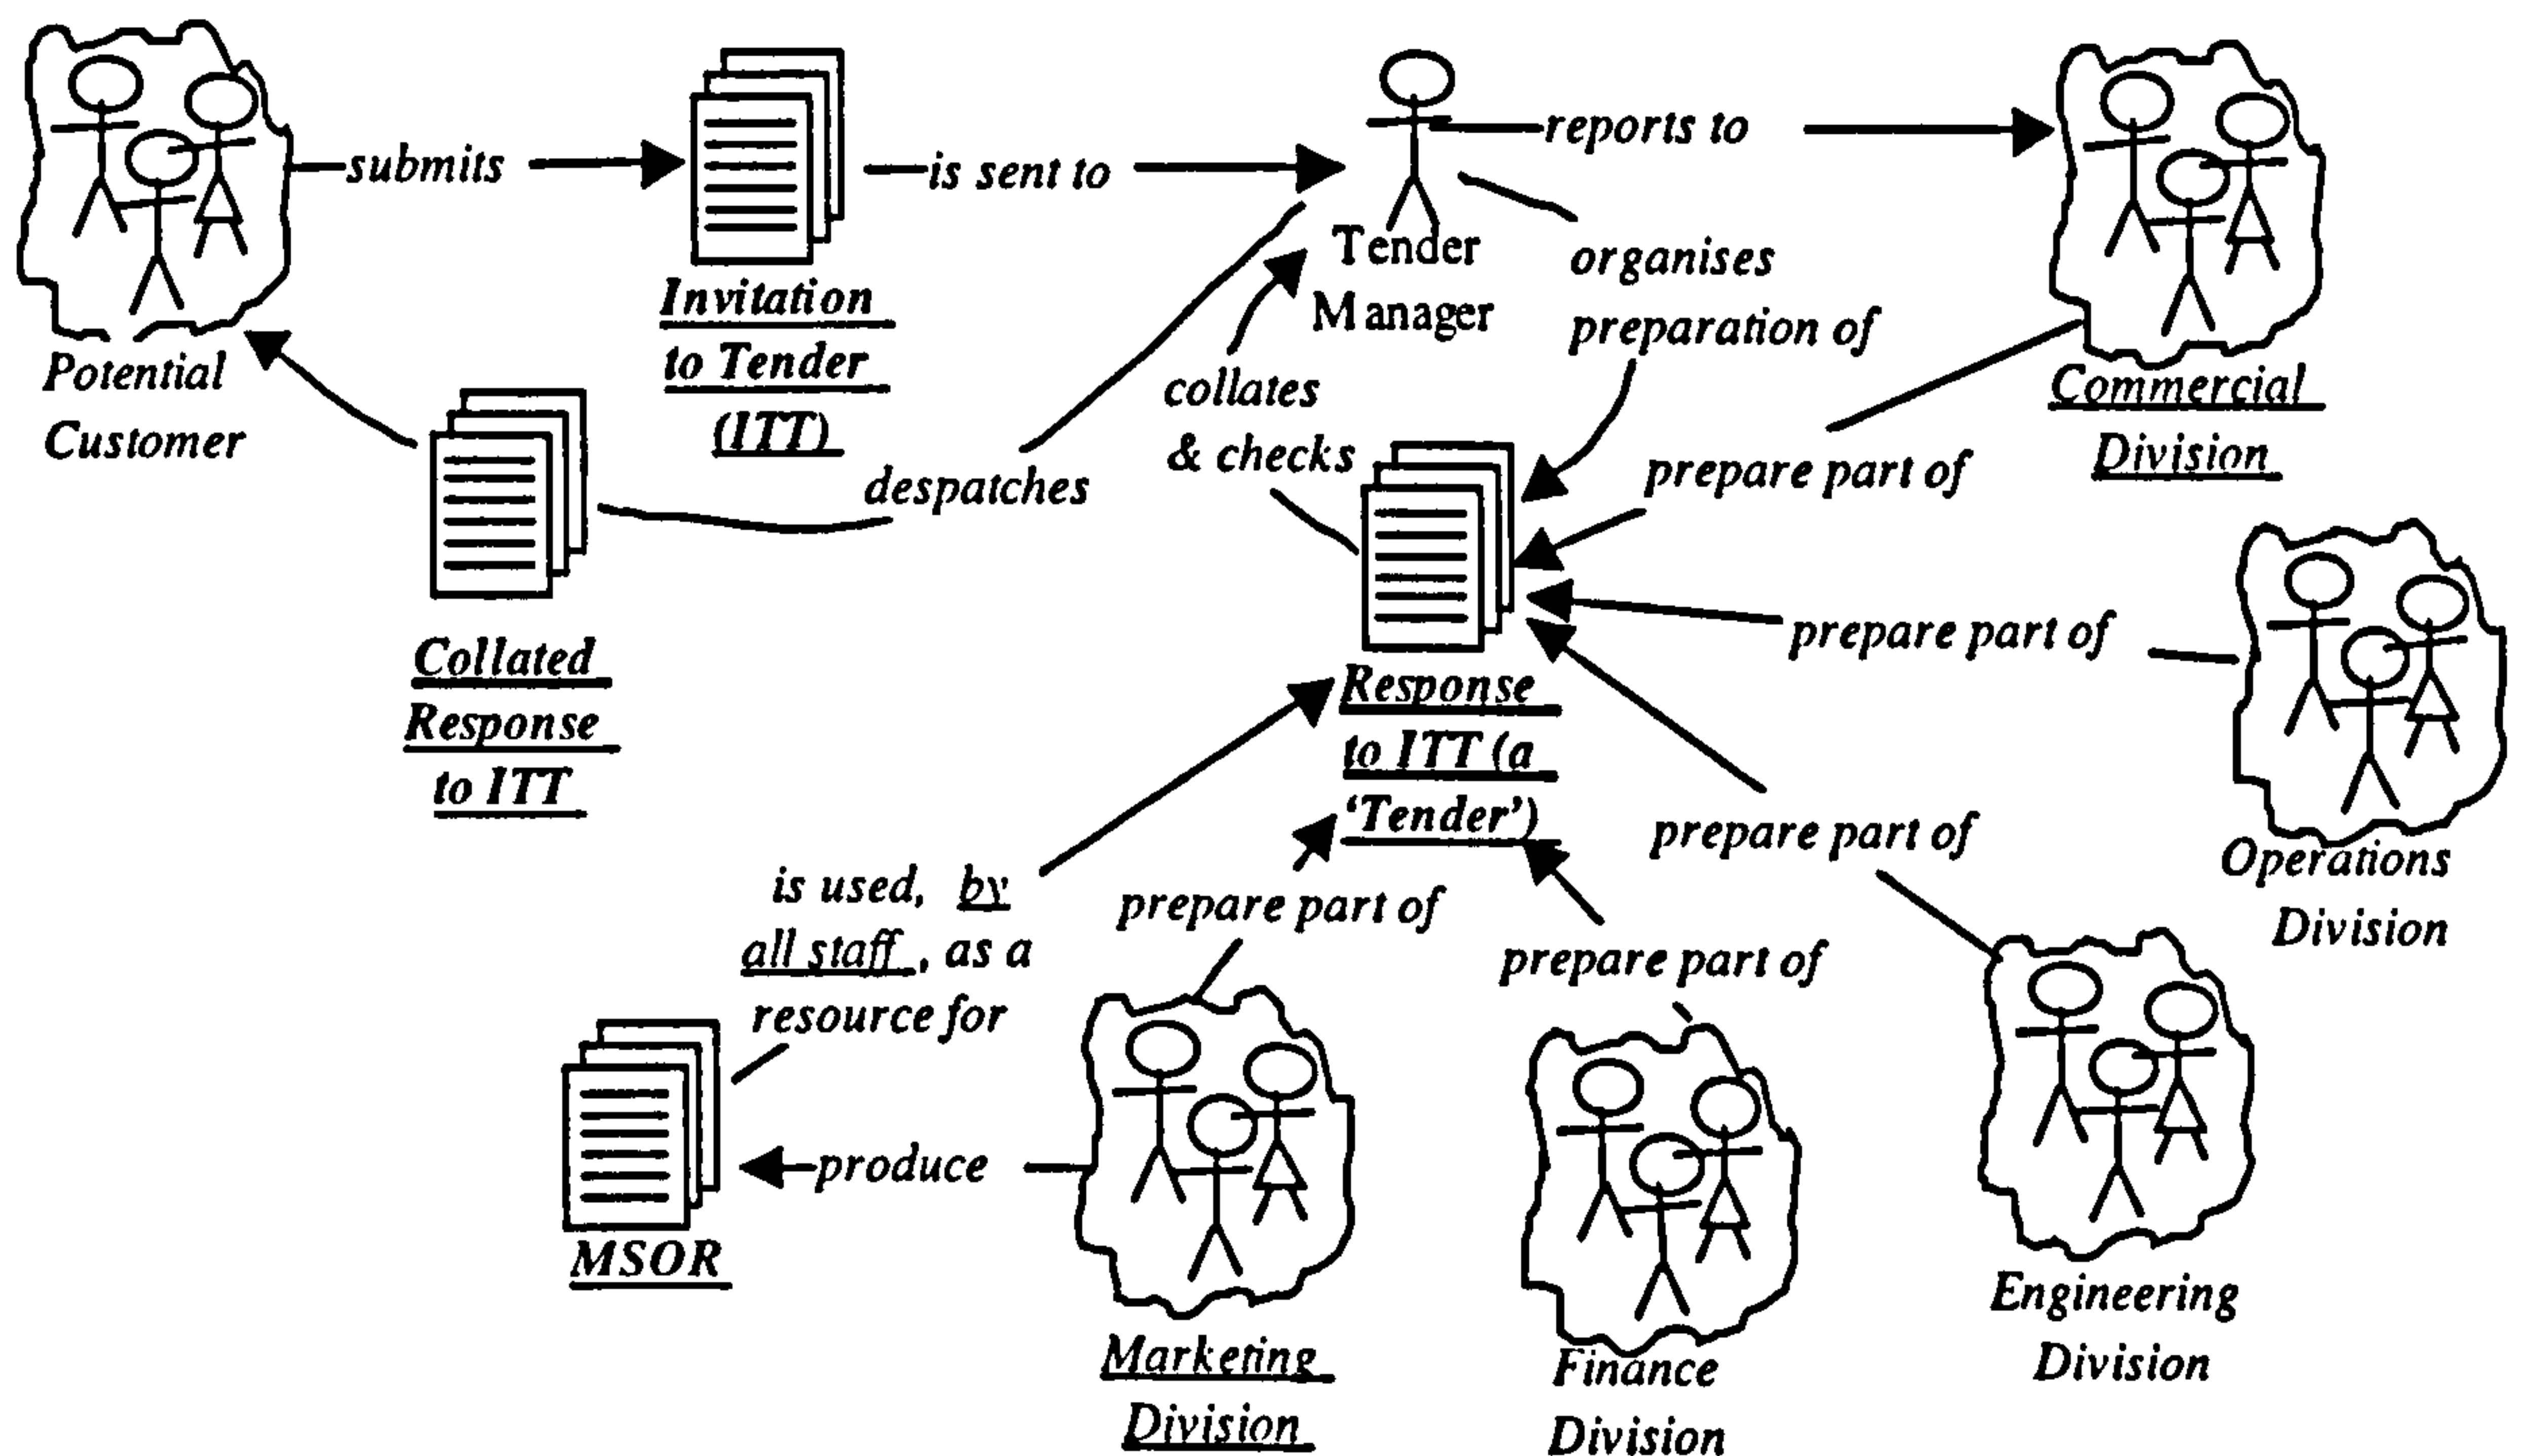 submits
is sent to
reports to
Potential
Customer
Invitation
to Tender
(ITT)
Tender
Manager
organises
preparation of
collates
& checks
despatches
Commercial
Division
prepare part of
Collated
Response
to ITT
Response
to ITT (a
‘Tender’)
prepare part of
Operations
Division
prepare part of
Engineering
Division
is used, by
all staff, as a
resource for
prepare part of
prepare part of
MSOR
produce
Marketing
Division
Finance
Division